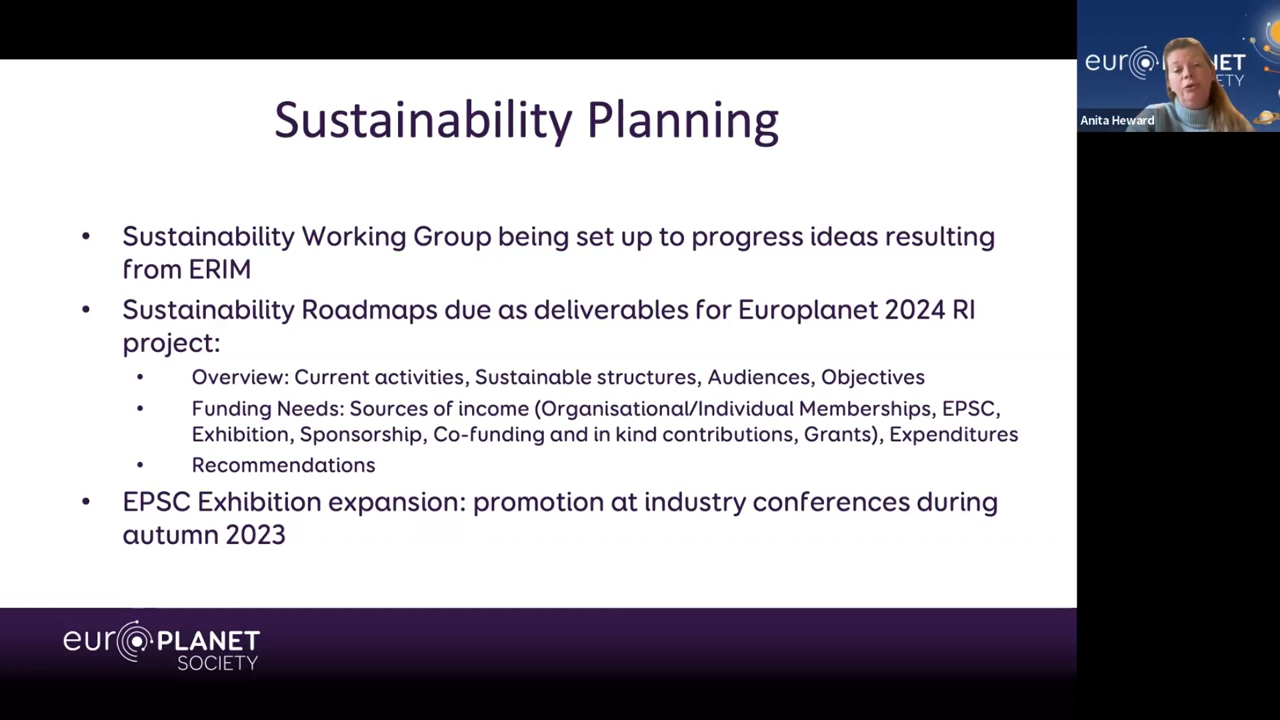 Sustainability Planning
• Sustainability Working Group being set up to progress ideas resulting
from ERIM
• Sustainability Roadmaps due as deliverables for Europlanet 2024 RI
project:
• Overview: Current activities, Sustainable structures, Audiences, Objectives
• Funding Needs: Sources of income (Organisational/Individual Memberships, EPSC,
Exhibition, Sponsorship, Co-funding and in kind contributions, Grants), Expenditures
• Recommendations
• EPSC Exhibition expansion: promotion at industry conferences during
autumn 2023
euroPLANET
SOCIETY
Anita Heward